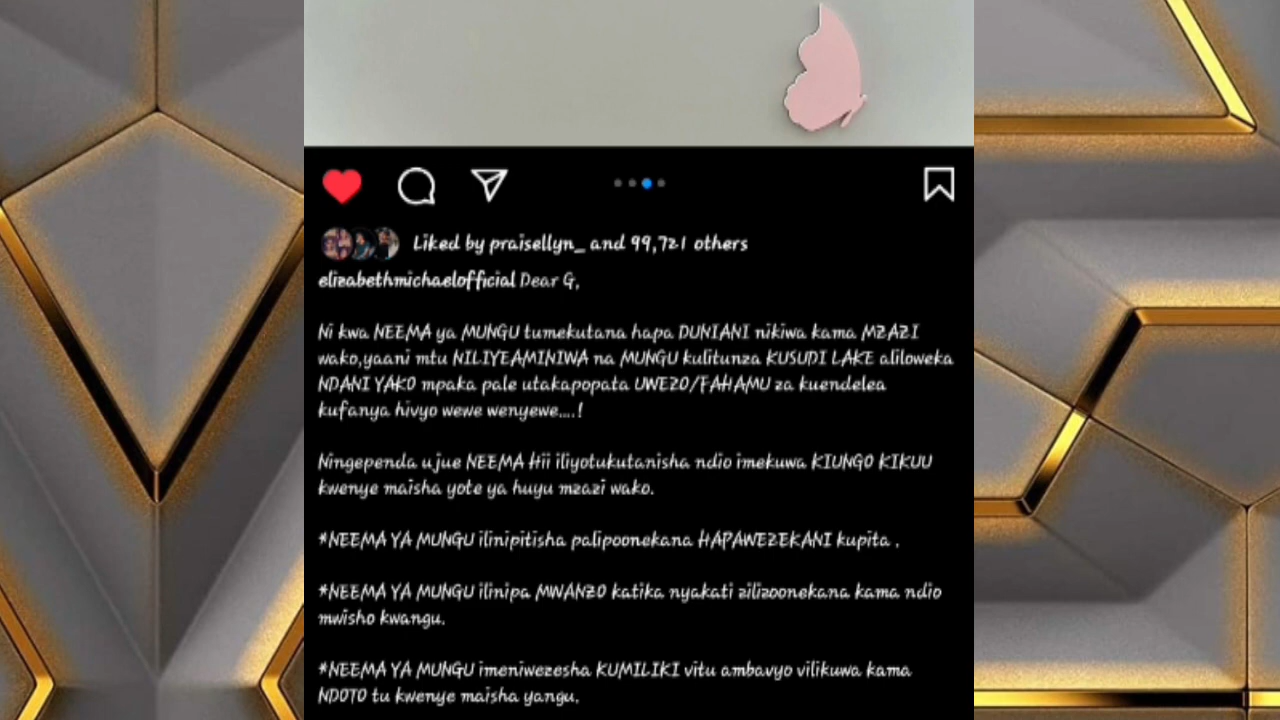 Liked by praisellyn_ and 99,721 others
elizabethmichaelofficial Dear G,
Ni kwa NEEMA ya MUNGU tumekutana hapa DUNIANI nikiwa kama MZAZI
wako,yaani mtu NILIYEAMINIWA na MUNGU kulitunza KUSUDI LAKE aliloweka
NDANI YAKO mpaka pale utakapopata UWEZO/FAHAMU za kuendelea
kufanya hivyo wewe wenyewe....!
Ningependa ujue NEEMA Hii iliyotukutanisha ndio imekuwa KIUNGO KIKUU
kwenye maisha yote ya huyu mzazi wako.
*NEEMA YA MUNGU ilinipitisha palipoonekana HAPAWEZEKANI kupita .
*NEEMA YA MUNGU ilinipa MWANZO katika nyakati zilizoonekana kama ndio
mwisho kwangu.
*NEEMA YA MUNGU imeniwezesha KUMILIKI vitu ambavyo vilikuwa kama
NDOTO tu kwenye maisha yangu.